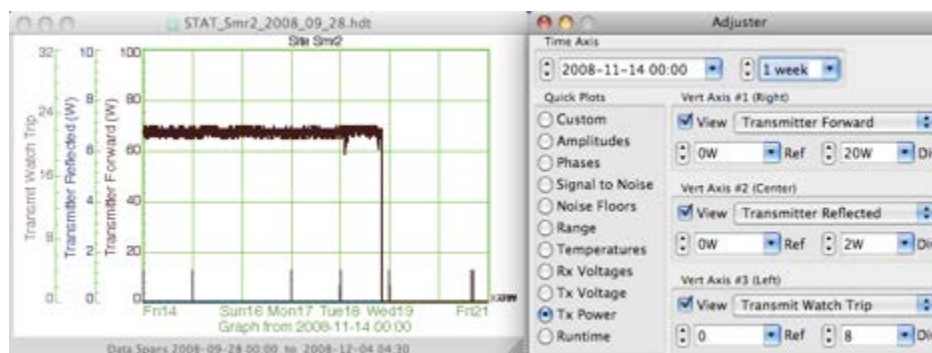 STAT_Smr2_2008_09_28.hdt
Site Smr2
32
24
16
8
0
Transmit Watch Trip
10
8
6
4
2
0
Transmitter Reflected (W)
100
80
60
40
20
0
Transmitter Forward (W)
Fri14 Sun16 Mon17 Tue18 Wed19 Fri21
Graph from 2008-11-14 00:00
Data Spans 2008-09-28 00:00 to 2008-12-04 04:30
Adjuster
Time Axis
2008-11-14 00:00 1 week
Quick Plots
Custom
Amplitudes
Phases
Signal to Noise
Noise Floors
Range
Temperatures
Rx Voltages
Tx Voltage
Tx Power
Runtime
Vert Axis #1 (Right)
View Transmitter Forward
0W Ref 20W Di
Vert Axis #2 (Center)
View Transmitter Reflected
0W Ref 2W Di
Vert Axis #3 (Left)
View Transmit Watch Trip
0 Ref 8 Di